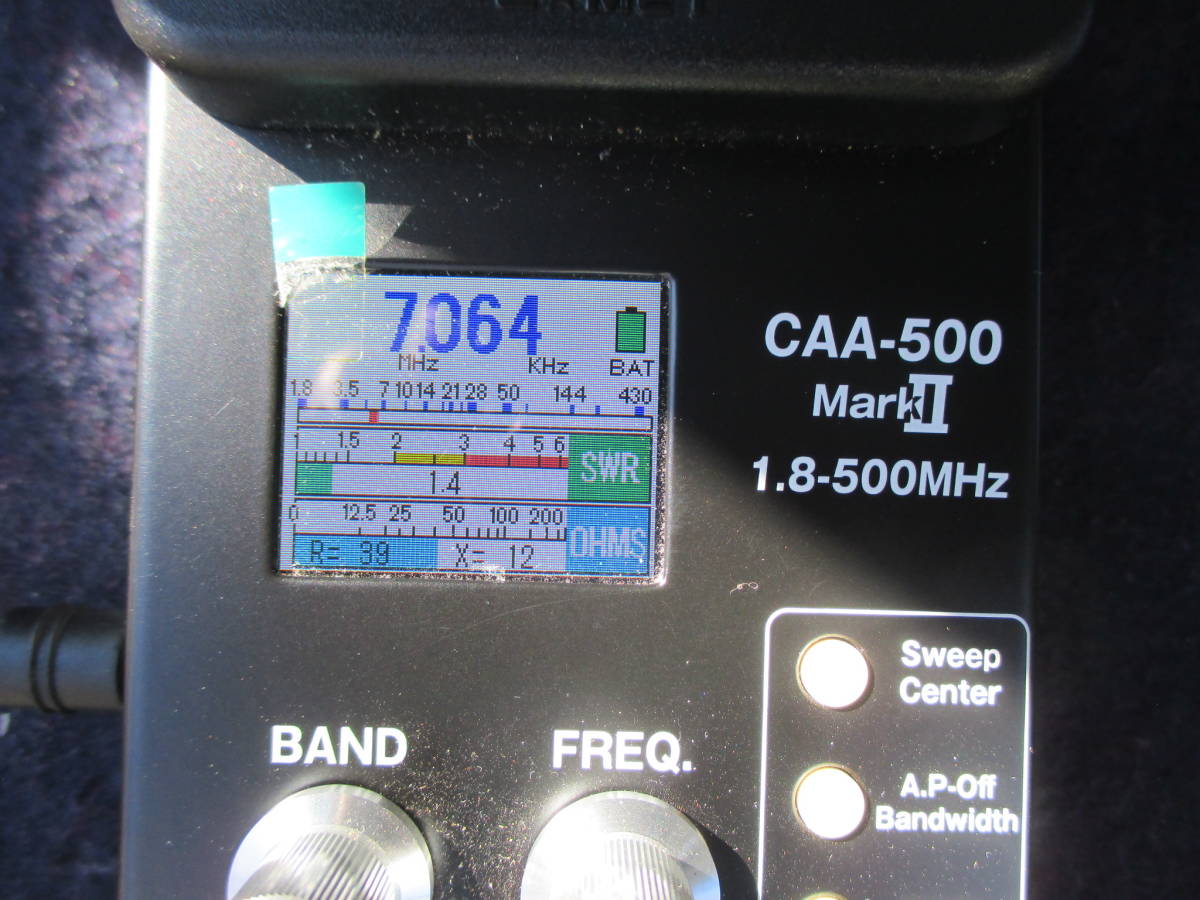 7.064
MHz KHz BAT
1.8 3.5 7 10 14 21 28 50 144 430
1 1.5 2 3 4 5 6
SWR
1.4
0 12.5 25 50 100 200
OHMS
R= 39 X= 12
CAA-500
MarkII
1.8-500MHz
Sweep
Center
BAND
FREQ.
A.P-Off
Bandwidth